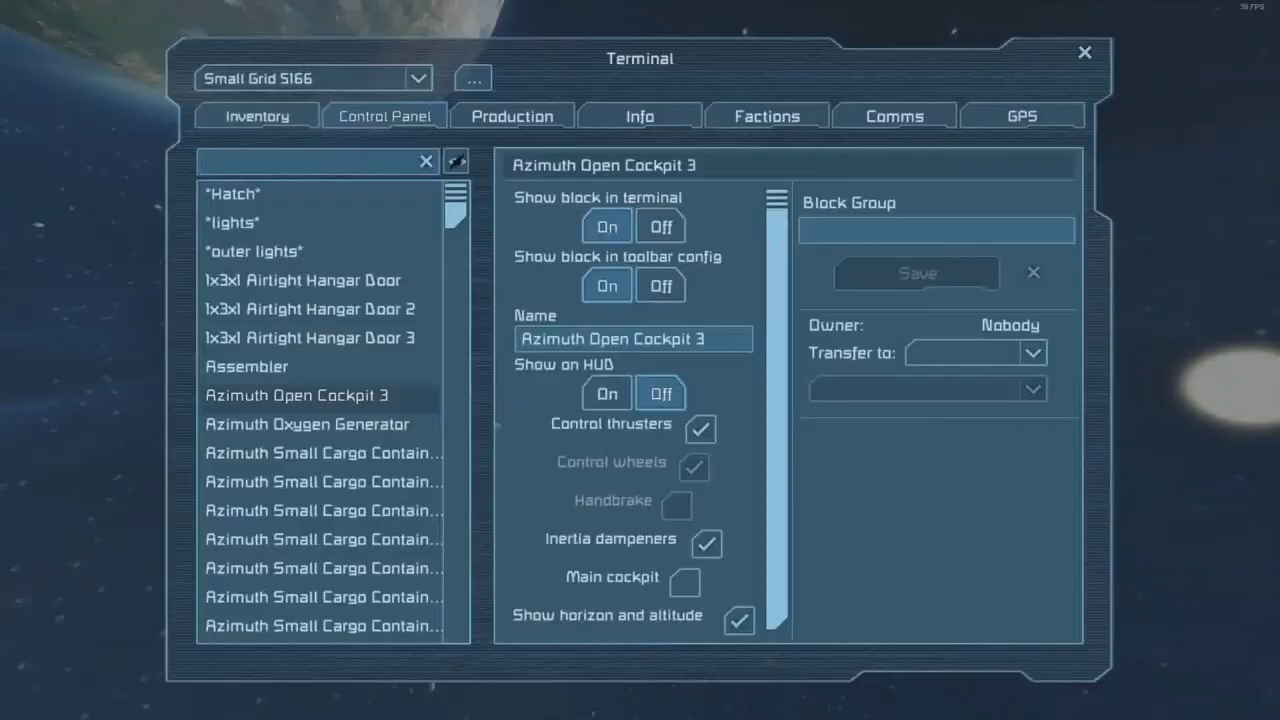 38 FPS
Terminal
Small Grid 5166
...
Inventory
Control Panel
Production
Info
Factions
Comms
GPS
*Hatch*
*lights*
*outer lights*
1x3x1 Airtight Hangar Door
1x3x1 Airtight Hangar Door 2
1x3x1 Airtight Hangar Door 3
Assembler
Azimuth Open Cockpit 3
Azimuth Oxygen Generator
Azimuth Small Cargo Contain...
Azimuth Small Cargo Contain...
Azimuth Small Cargo Contain...
Azimuth Small Cargo Contain...
Azimuth Small Cargo Contain...
Azimuth Small Cargo Contain...
Azimuth Small Cargo Contain...
Azimuth Open Cockpit 3
Show block in terminal
On Off
Show block in toolbar config
On Off
Name
Azimuth Open Cockpit 3
Show on HUD
On Off
Control thrusters
Control wheels
Handbrake
Inertia dampeners
Main cockpit
Show horizon and altitude
Block Group
Save
Owner: Nobody
Transfer to: